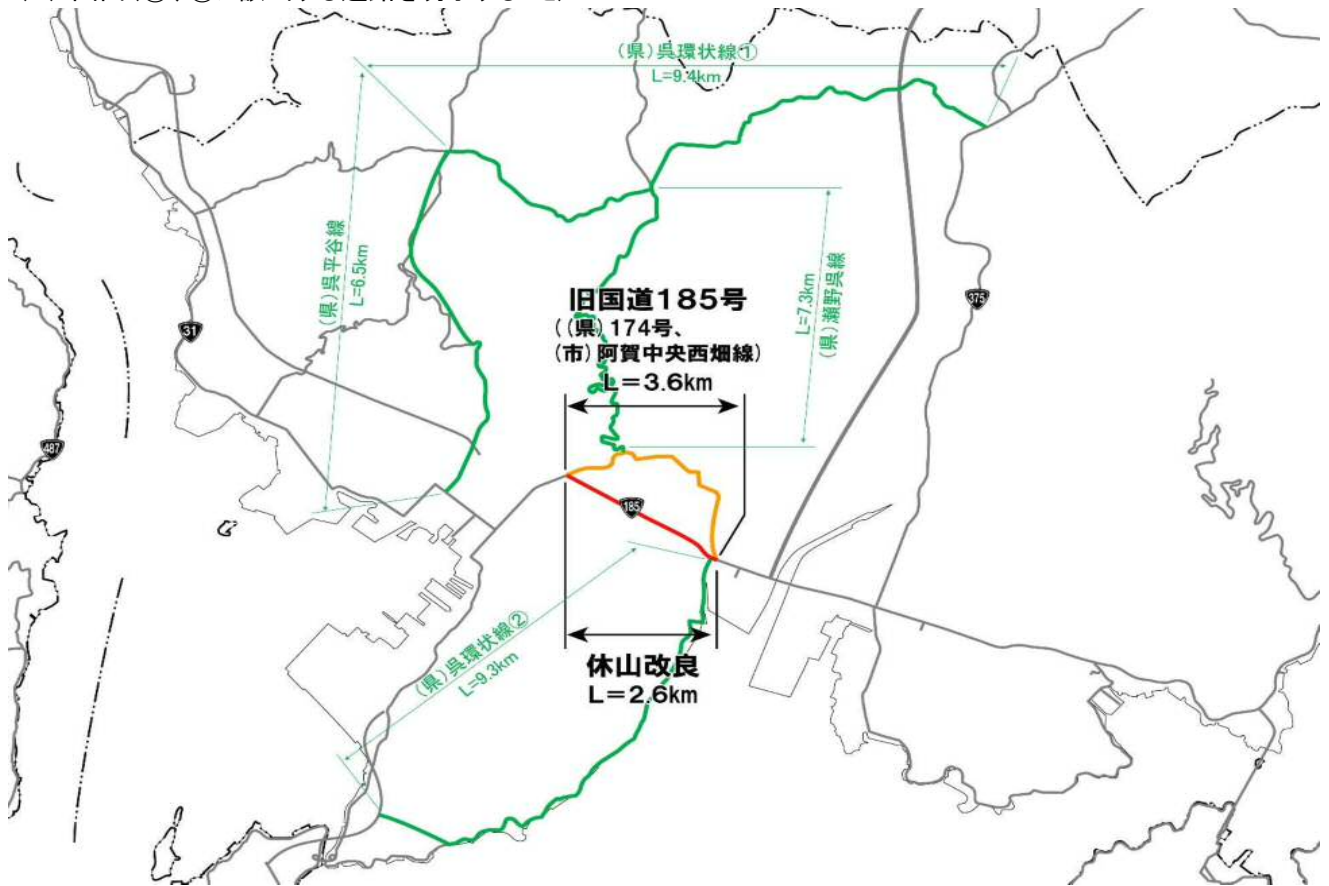 (県)呉環状線①
L=9.4km
(県)呉平谷線
L=6.5km
31
旧国道185号
((県)174号、
(市)阿賀中央西畑線)
L=3.6km
L=7.3km
(県)瀬野呉線
375
487
185
(県)呉環状線②
L=9.3km
休山改良
L=2.6km